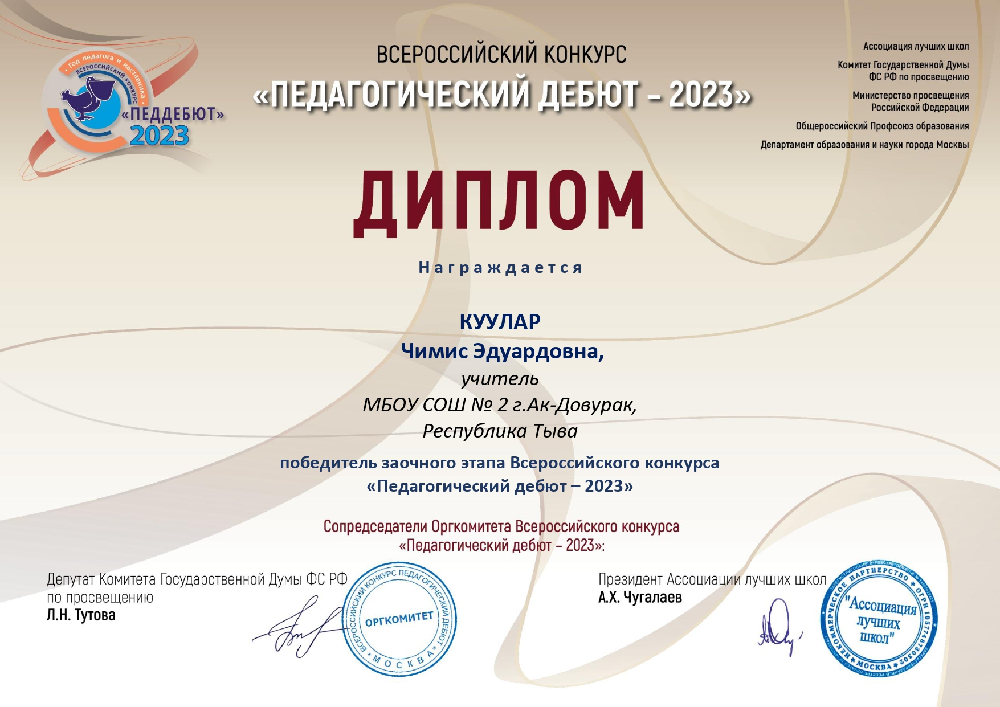 • Год педагога и наставника •
ВСЕРОССИЙСКИЙ КОНКУРС
«ПЕДДЕБЮТ»
2023
ВСЕРОССИЙСКИЙ КОНКУРС
«ПЕДАГОГИЧЕСКИЙ ДЕБЮТ – 2023»
Ассоциация лучших школ
Комитет Государственной Думы
ФС РФ по просвещению
Министерство просвещения
Российской Федерации
Общероссийский Профсоюз образования
Департамент образования и науки города Москвы
ДИПЛОМ
Награждается
КУУЛАР
Чимис Эдуардовна,
учитель
МБОУ СОШ № 2 г.Ак-Довурак,
Республика Тыва
победитель заочного этапа Всероссийского конкурса
«Педагогический дебют – 2023»
Сопредседатели Оргкомитета Всероссийского конкурса
«Педагогический дебют – 2023»:
Депутат Комитета Государственной Думы ФС РФ
по просвещению
Л.Н. Тутова
ВСЕРОССИЙСКИЙ КОНКУРС ПЕДАГОГИЧЕСКИЙ ДЕБЮТ
ОРГКОМИТЕТ
* МОСКВА *
Президент Ассоциации лучших школ
А.Х. Чугалаев
НЕКОММЕРЧЕСКОЕ ПАРТНЕРСТВО * ОГРН 1057748730302
"Ассоциация
лучших
школ"
* МОСКВА *